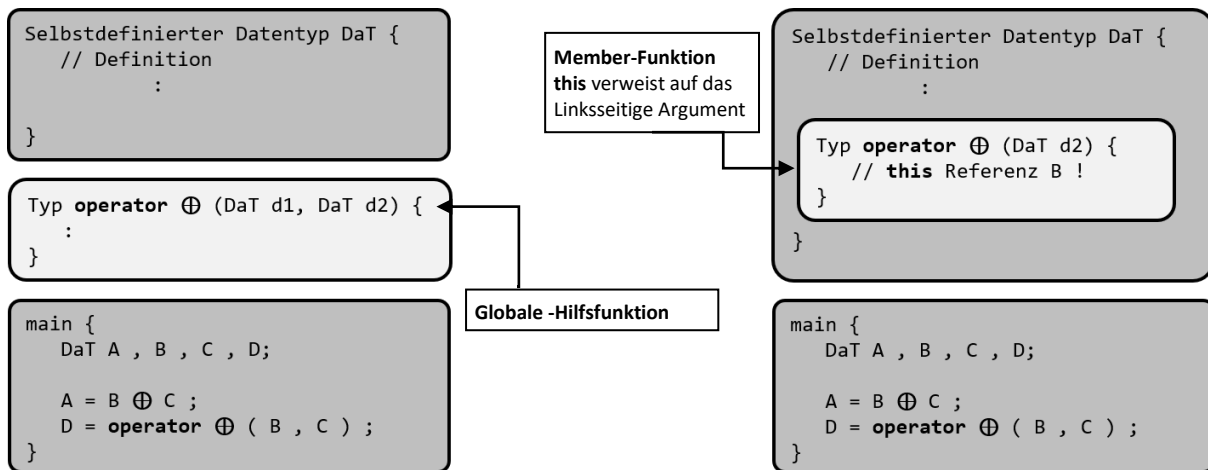 Selbstdefinierter Datentyp DaT {
// Definition
:
}
Typ operator ⊕ (DaT d1, DaT d2) {
:
}
Globale -Hilfsfunktion
main {
DaT A , B , C , D;
A = B ⊕ C ;
D = operator ⊕ ( B , C ) ;
}
Member-Funktion
this verweist auf das
Linksseitige Argument
Selbstdefinierter Datentyp DaT {
// Definition
:
Typ operator ⊕ (DaT d2) {
// this Referenz B !
}
}
main {
DaT A , B , C , D;
A = B ⊕ C ;
D = operator ⊕ ( B , C ) ;
}